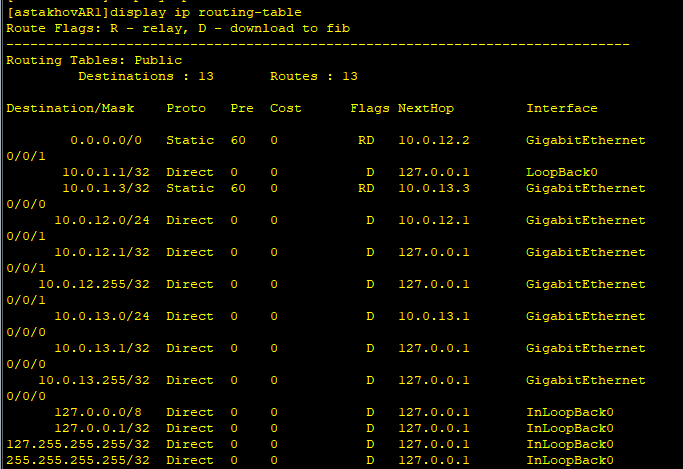 [astakhovAR1]display ip routing-table
Route Flags: R - relay, D - download to fib
------------------------------------------------------------------------------
Routing Tables: Public
         Destinations : 13       Routes : 13

Destination/Mask    Proto   Pre  Cost      Flags NextHop         Interface

        0.0.0.0/0   Static  60   0          RD   10.0.12.2       GigabitEthernet
0/0/1
       10.0.1.1/32  Direct  0    0           D   127.0.0.1       LoopBack0
       10.0.1.3/32  Static  60   0          RD   10.0.13.3       GigabitEthernet
0/0/0
      10.0.12.0/24  Direct  0    0           D   10.0.12.1       GigabitEthernet
0/0/1
      10.0.12.1/32  Direct  0    0           D   127.0.0.1       GigabitEthernet
0/0/1
    10.0.12.255/32  Direct  0    0           D   127.0.0.1       GigabitEthernet
0/0/1
      10.0.13.0/24  Direct  0    0           D   10.0.13.1       GigabitEthernet
0/0/0
      10.0.13.1/32  Direct  0    0           D   127.0.0.1       GigabitEthernet
0/0/0
    10.0.13.255/32  Direct  0    0           D   127.0.0.1       GigabitEthernet
0/0/0
      127.0.0.0/8   Direct  0    0           D   127.0.0.1       InLoopBack0
      127.0.0.1/32  Direct  0    0           D   127.0.0.1       InLoopBack0
127.255.255.255/32  Direct  0    0           D   127.0.0.1       InLoopBack0
255.255.255.255/32  Direct  0    0           D   127.0.0.1       InLoopBack0